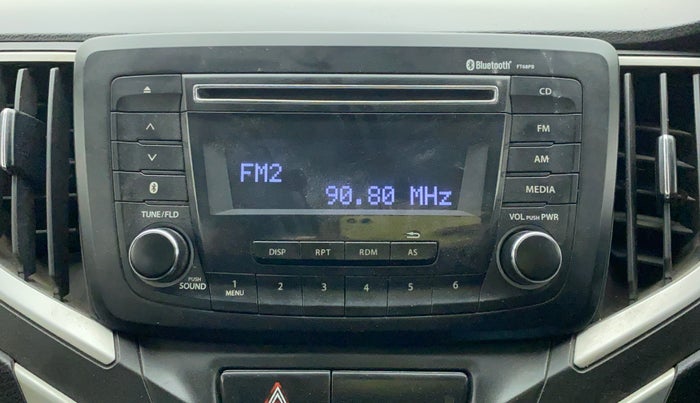 Bluetooth® FT68PD
CD
FM
AM
MEDIA
FM2
90.80 MHz
TUNE/FLD
VOL PUSH PWR
DISP RPT RDM AS
PUSH SOUND
1 2 3 4 5 6
MENU